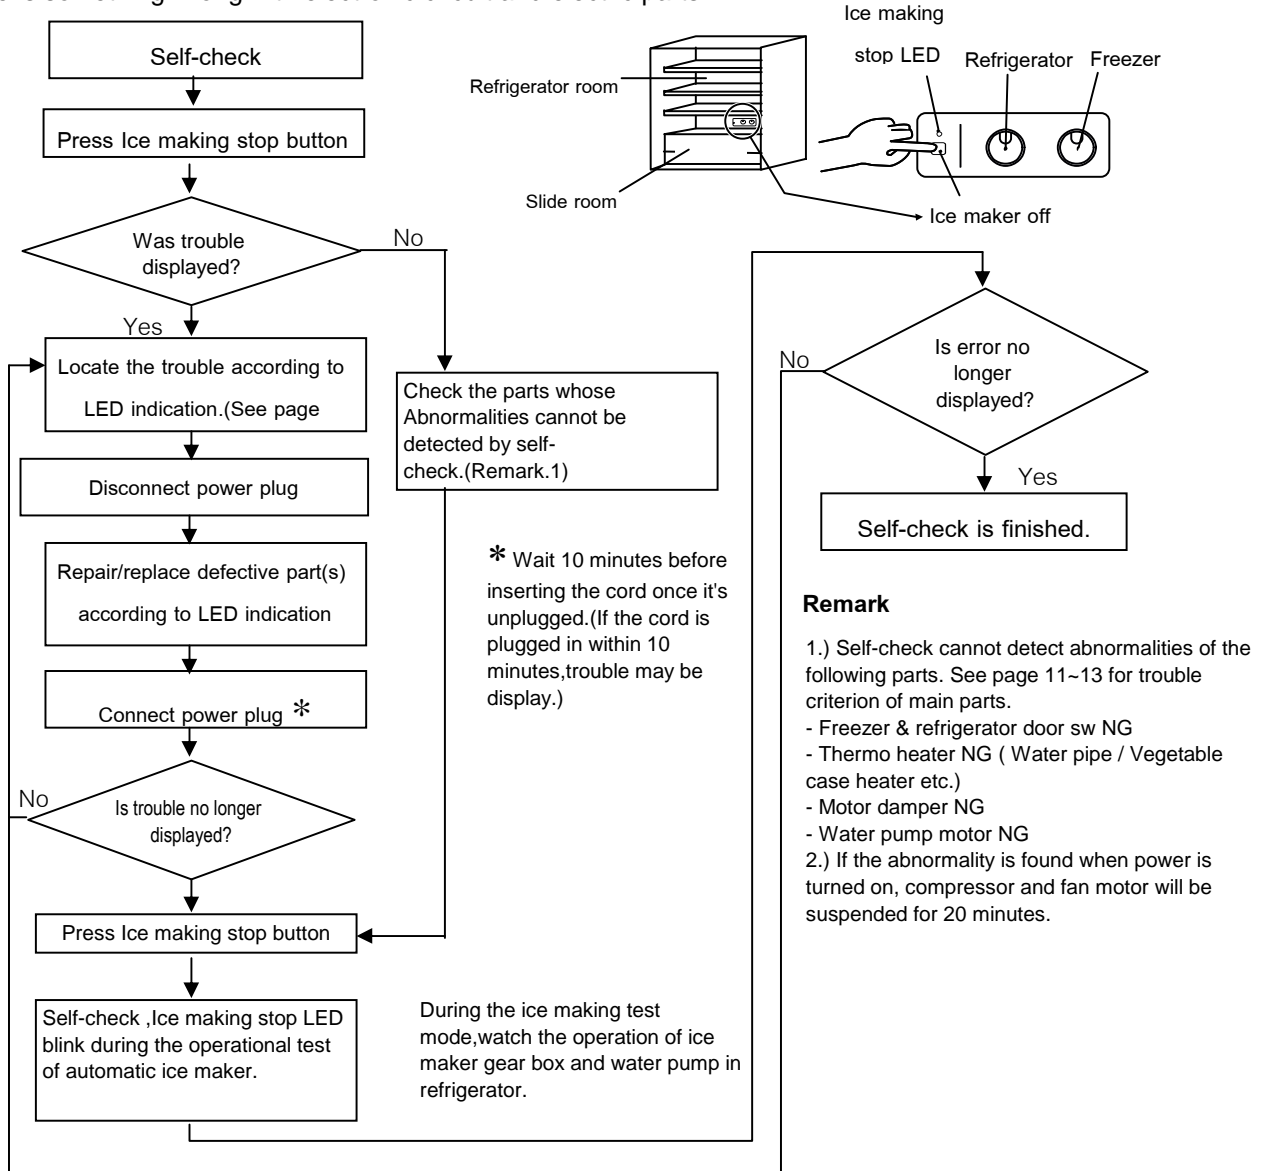 Self-check
Press Ice making stop button
Was trouble
displayed?
No
Yes
Locate the trouble according to
LED indication.(See page
Disconnect power plug
Repair/replace defective part(s)
according to LED indication
Connect power plug *
No
Is trouble no longer
displayed?
Press Ice making stop button
Self-check ,Ice making stop LED
blink during the operational test
of automatic ice maker.
Check the parts whose
Abnormalities cannot be
detected by self-
check.(Remark.1)
* Wait 10 minutes before
inserting the cord once it's
unplugged.(If the cord is
plugged in within 10
minutes,trouble may be
display.)
During the ice making test
mode,watch the operation of ice
maker gear box and water pump in
refrigerator.
Refrigerator room
Slide room
Ice making
stop LED
Refrigerator
Freezer
Ice maker off
No
Is error no
longer
displayed?
Yes
Self-check is finished.
Remark
1.) Self-check cannot detect abnormalities of the
following parts. See page 11~13 for trouble
criterion of main parts.
- Freezer & refrigerator door sw NG
- Thermo heater NG ( Water pipe / Vegetable
case heater etc.)
- Motor damper NG
- Water pump motor NG
2.) If the abnormality is found when power is
turned on, compressor and fan motor will be
suspended for 20 minutes.